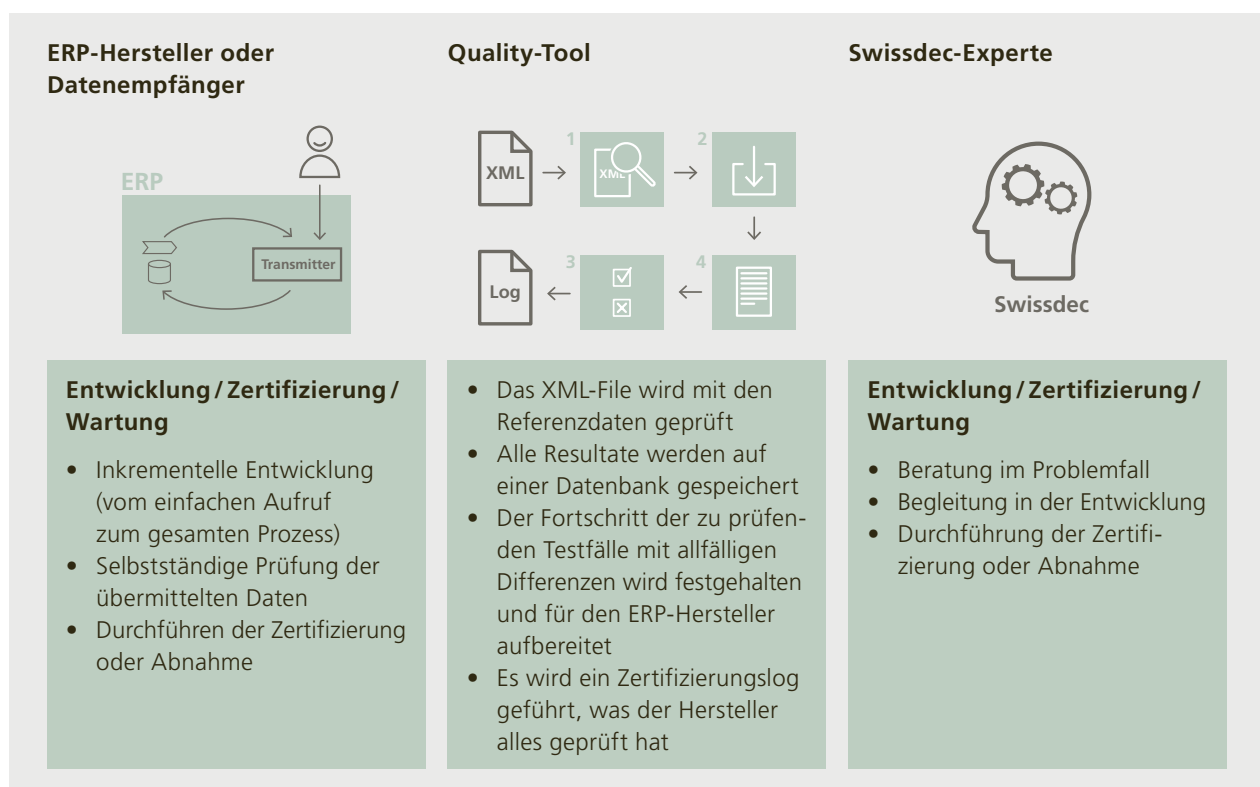 ERP-Hersteller oder
Datenempfänger
ERP
Transmitter
Entwicklung / Zertifizierung /
Wartung
• Inkrementelle Entwicklung
(vom einfachen Aufruf
zum gesamten Prozess)
• Selbstständige Prüfung der
übermittelten Daten
• Durchführen der Zertifizierung
oder Abnahme
Quality-Tool
XML
1
XML
2
Log
3
4
• Das XML-File wird mit den
Referenzdaten geprüft
• Alle Resultate werden auf
einer Datenbank gespeichert
• Der Fortschritt der zu prüfen-
den Testfälle mit allfälligen
Differenzen wird festgehalten
und für den ERP-Hersteller
aufbereitet
• Es wird ein Zertifizierungslog
geführt, was der Hersteller
alles geprüft hat
Swissdec-Experte
Swissdec
Entwicklung / Zertifizierung /
Wartung
• Beratung im Problemfall
• Begleitung in der Entwicklung
• Durchführung der Zertifi-
zierung oder Abnahme